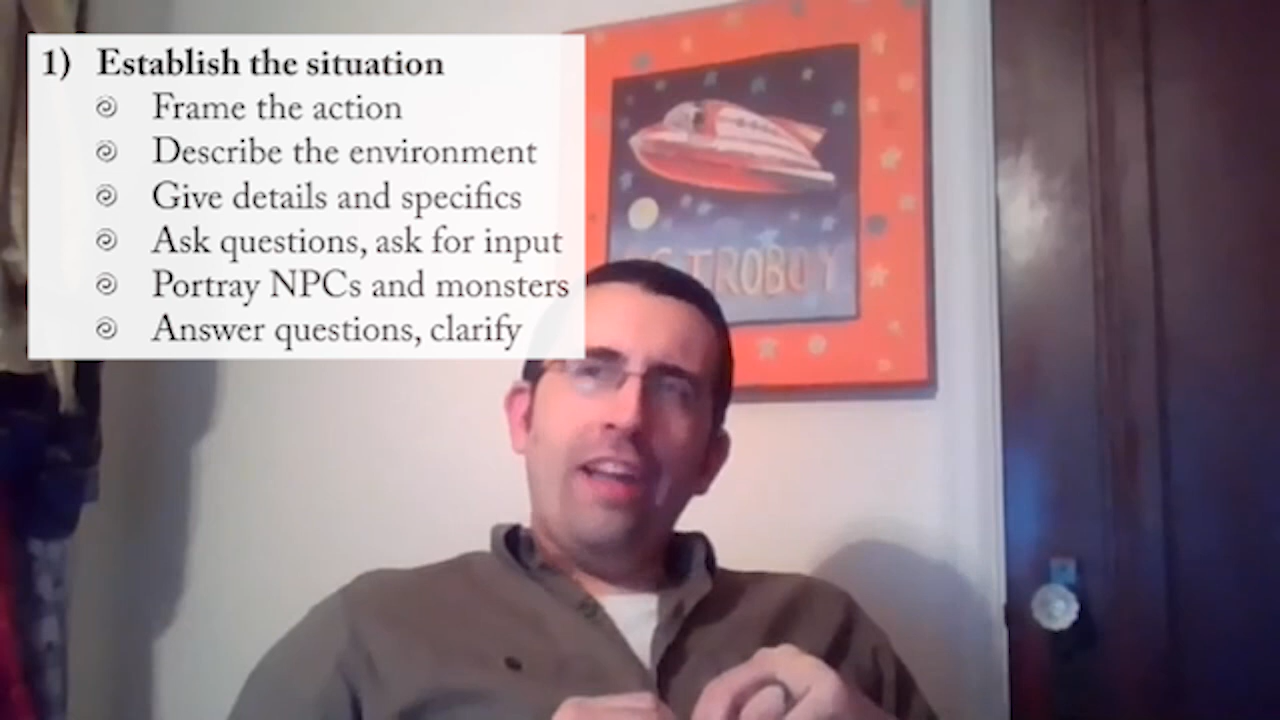 1) Establish the situation
Frame the action
Describe the environment
Give details and specifics
Ask questions, ask for input
Portray NPCs and monsters
Answer questions, clarify